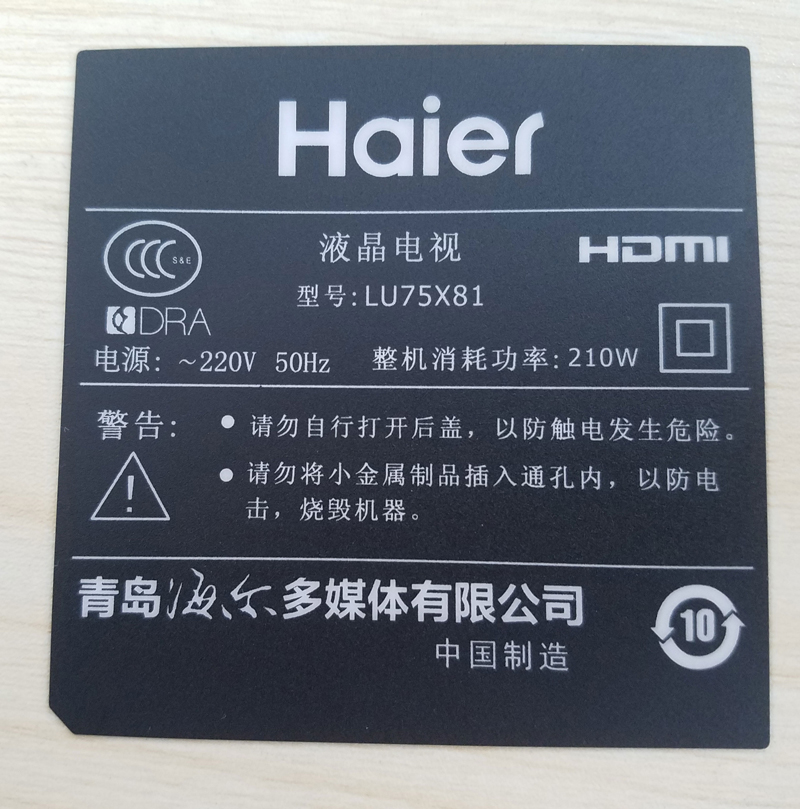 Haier
CCC S&E
液晶电视
HDMI
型号:LU75X81
DRA
电源: ~220V 50Hz 整机消耗功率:210W
警告: ● 请勿自行打开后盖，以防触电发生危险。
! ● 请勿将小金属制品插入通孔内，以防电
击，烧毁机器。
青岛海尔多媒体有限公司
10
中国制造